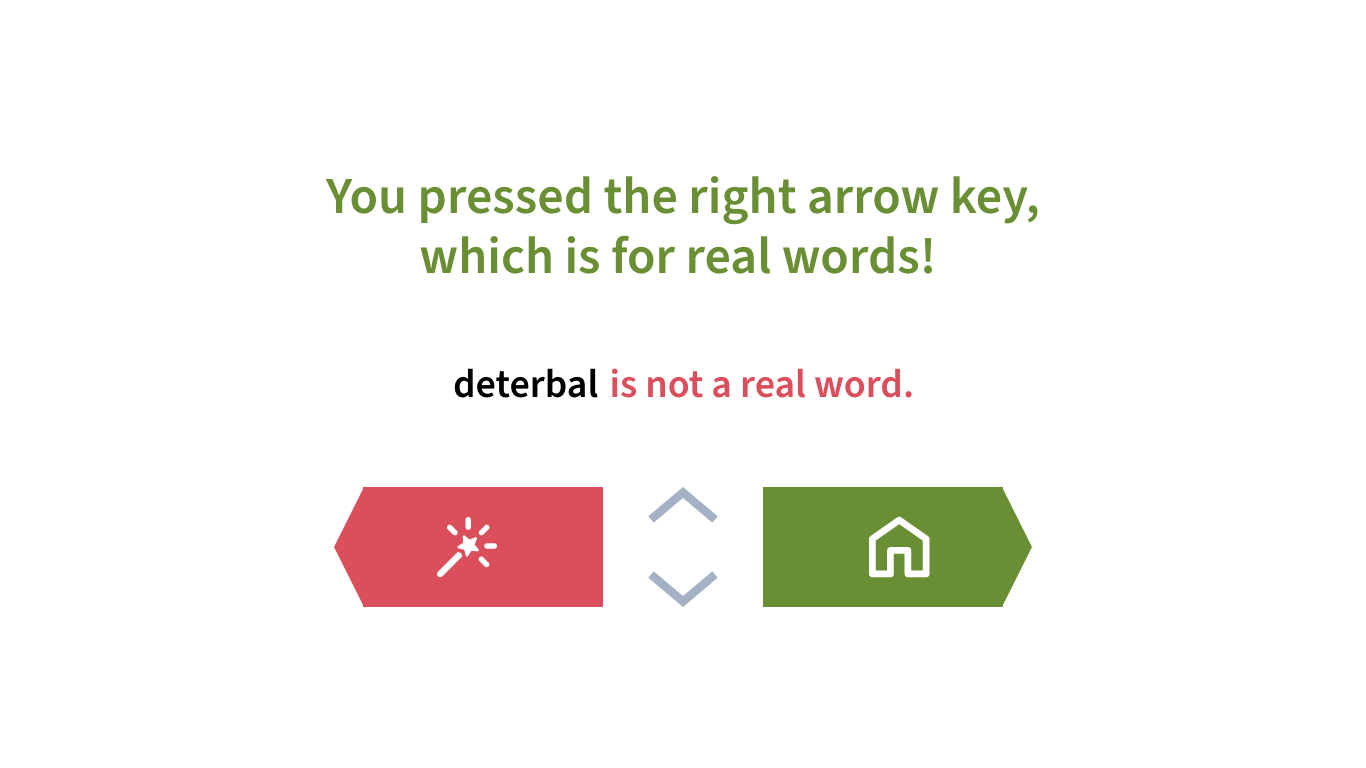 You pressed the right arrow key,
which is for real words!
deterbal is not a real word.